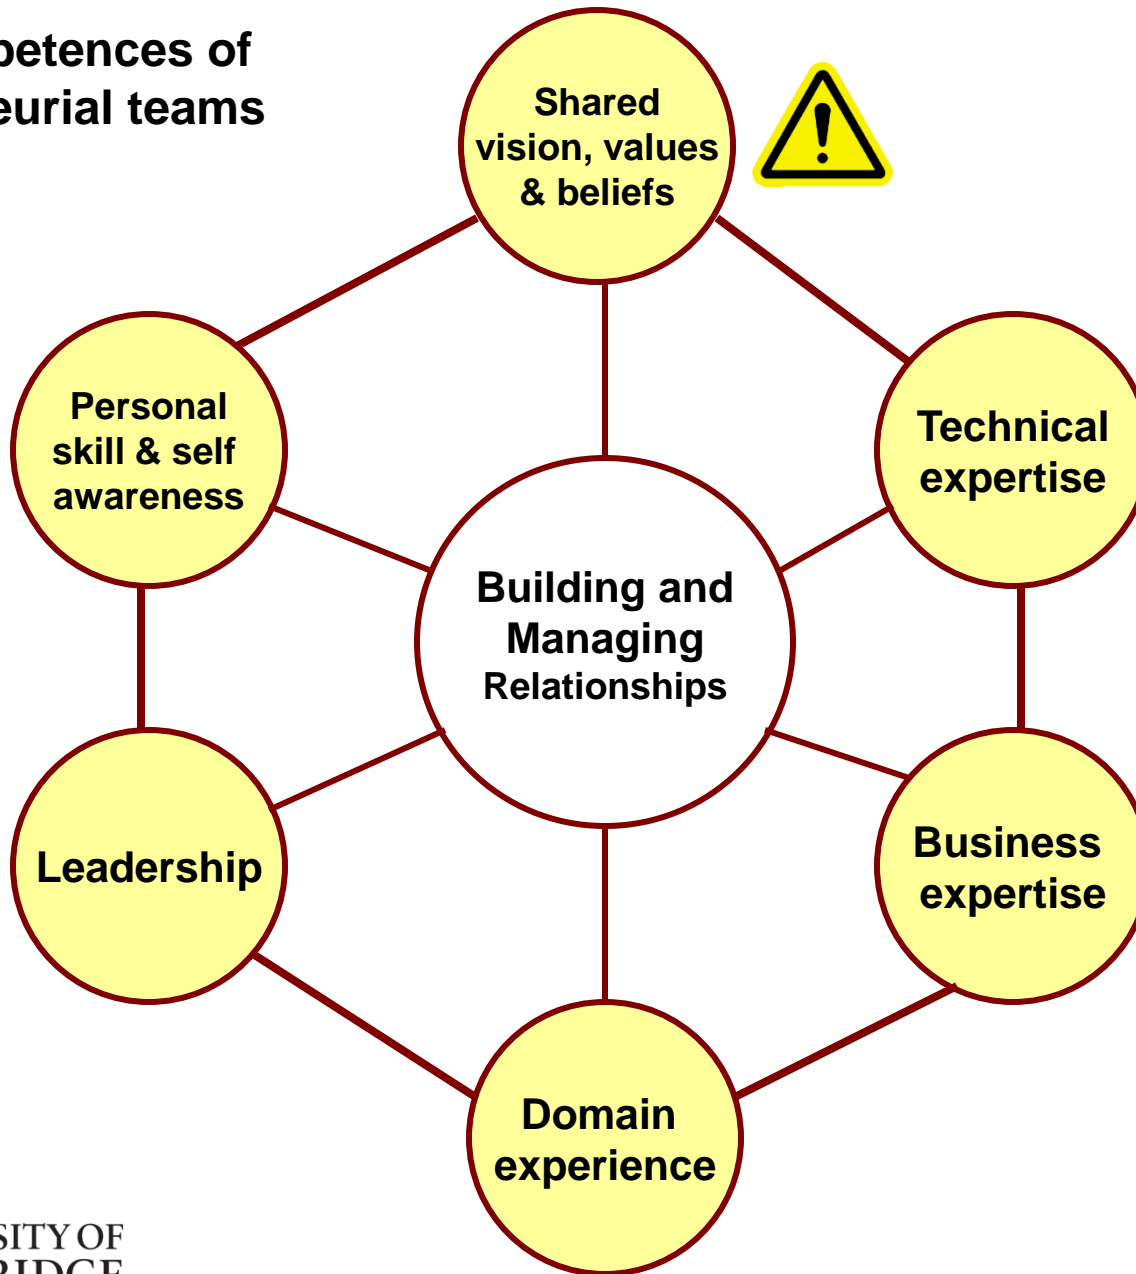 petences of
eurial teams
Shared
vision, values
& beliefs
Personal
skill & self
awareness
Technical
expertise
Building and
Managing
Relationships
Leadership
Business
expertise
Domain
experience
SITY OF
RIDGE